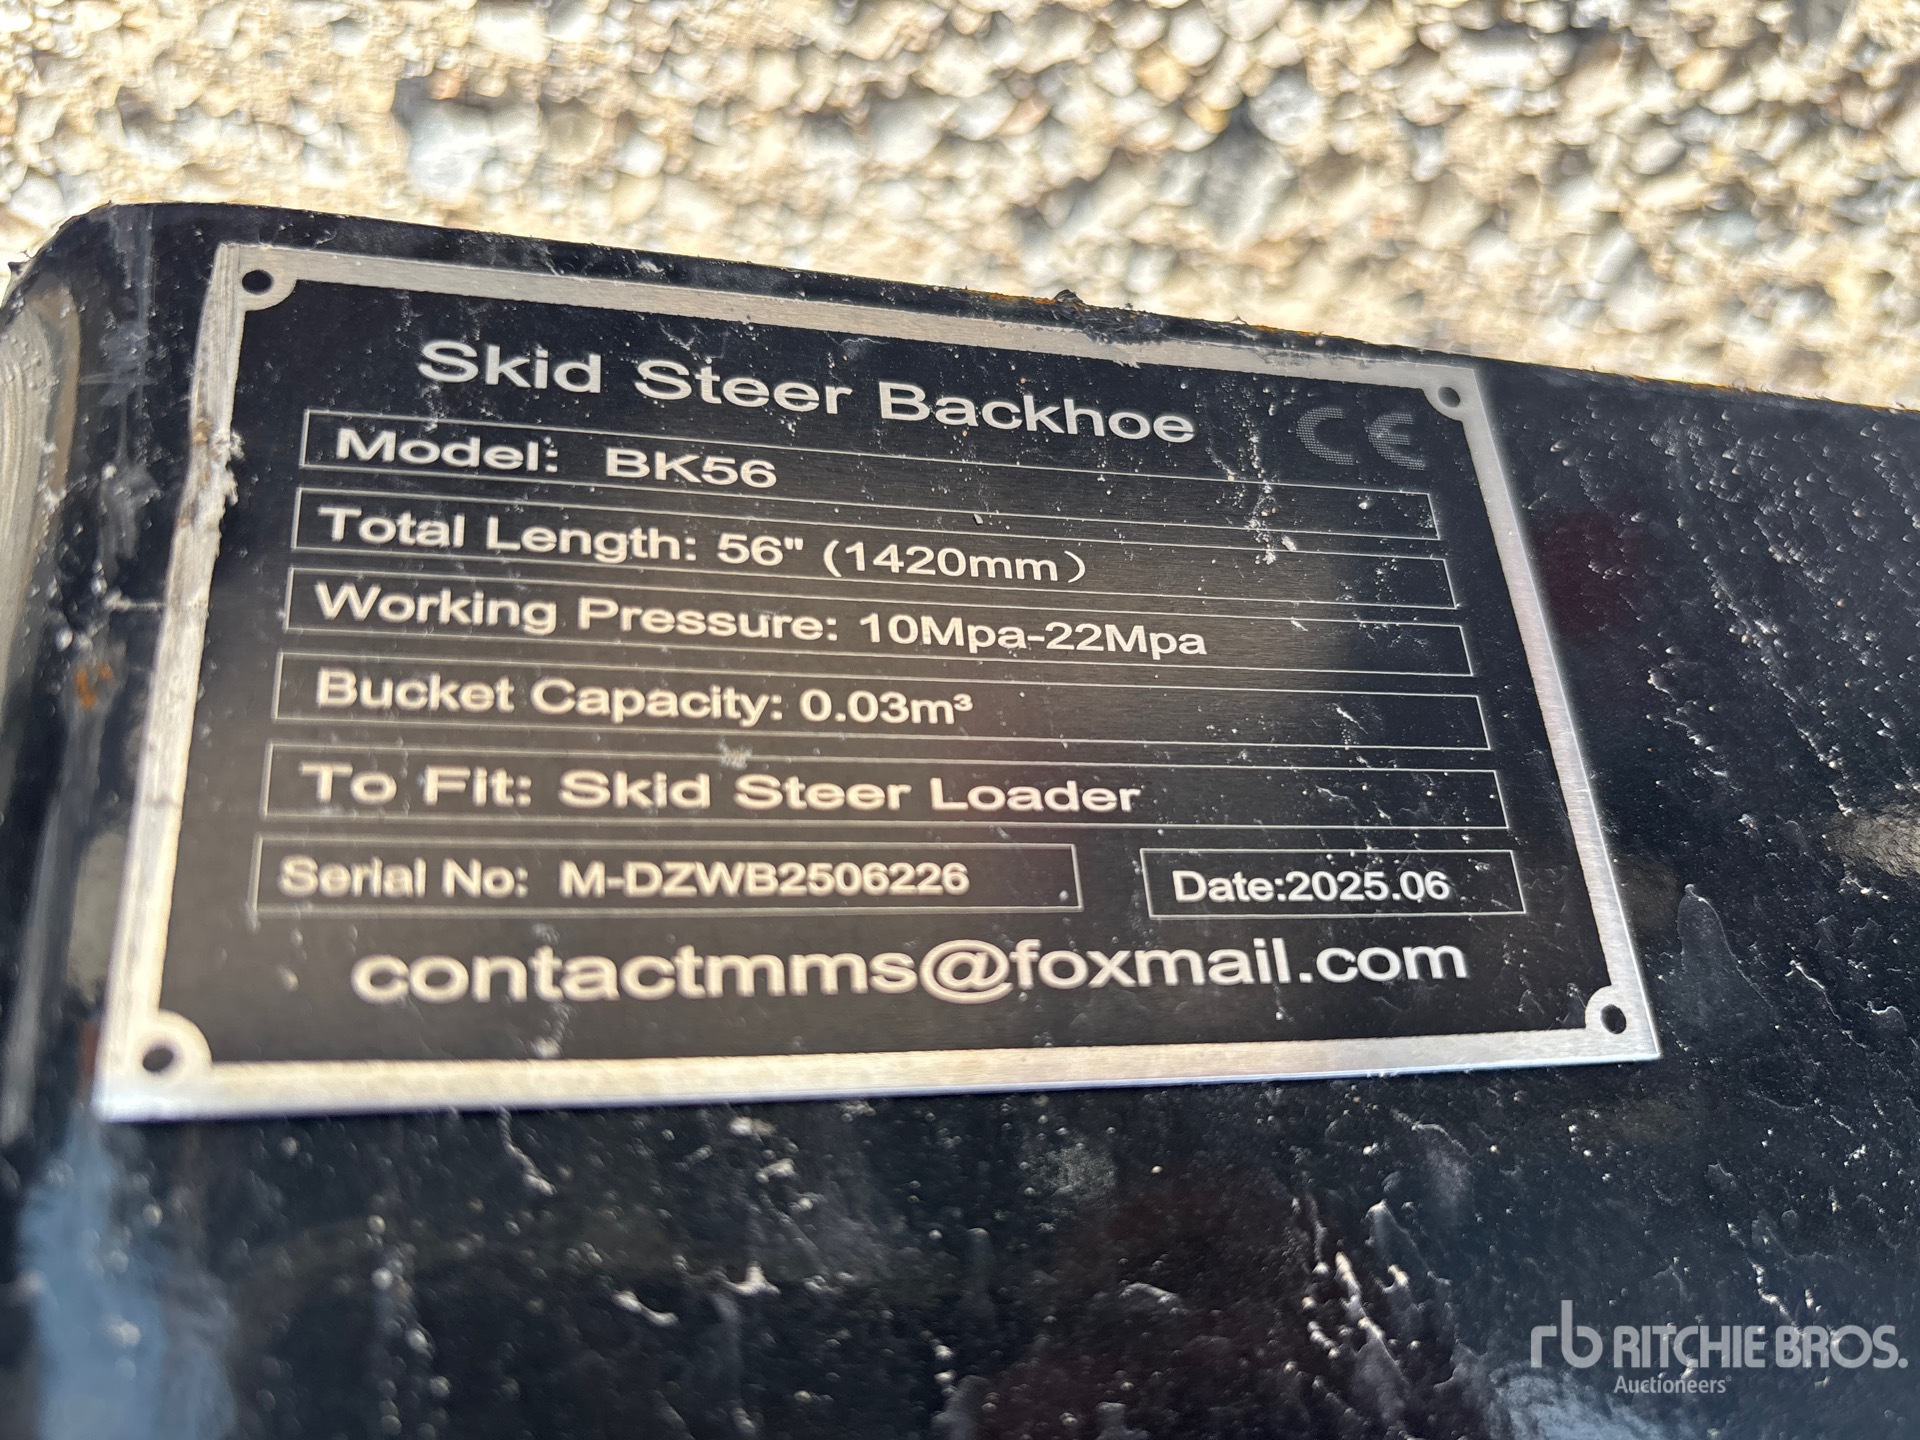 Skid Steer Backhoe
CE
Model: BK56
Total Length: 56" (1420mm)
Working Pressure: 10Mpa-22Mpa
Bucket Capacity: 0.03m³
To Fit: Skid Steer Loader
Serial No: M-DZWB2506226
Date:2025.06
contactmms@foxmail.com
rb RITCHIE BROS.
Auctioneers